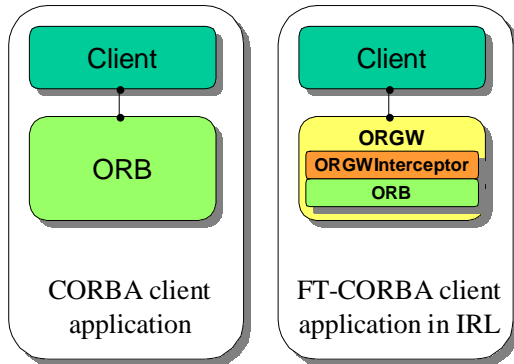 Client
ORB
CORBA client
application
Client
ORGW
ORGWInterceptor
ORB
FT-CORBA client
application in IRL